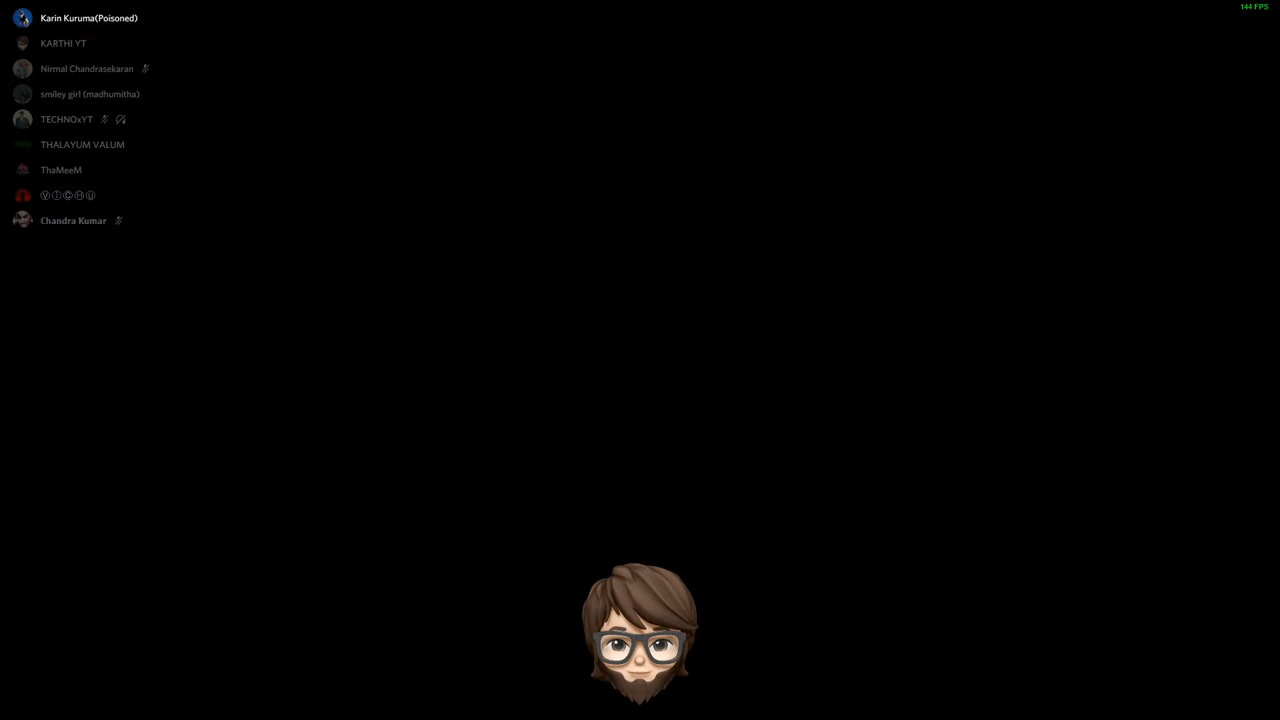 Karin Kuruma(Poisoned)
144 FPS
KARTHI YT
Nirmal Chandrasekaran
smiley girl (madhumitha)
TECHNOxYT
THALAYUM VALUM
ThaMeeM
ⓋⒾⒸⒽⓊ
Chandra Kumar